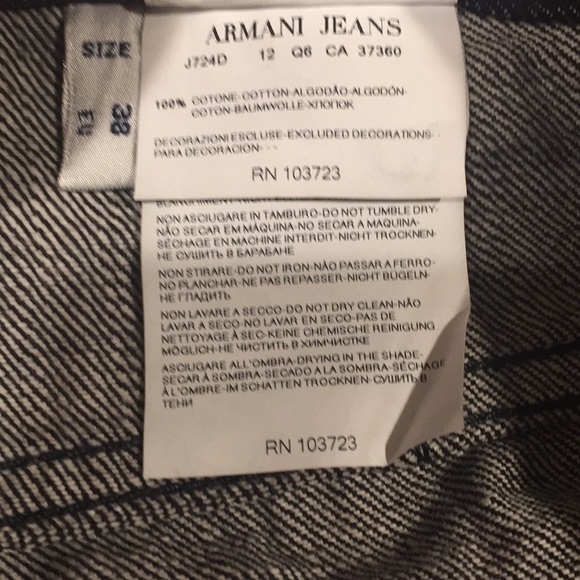 SIZE
38
ARMANI JEANS
J724D 12 Q6 CA 37360
100% COTONE-COTTON-ALGODÃO-ALGODÓN-
COTON-BAUMWOLLE-ХЛОПОК
DECORAZIONI ESCLUSE-EXCLUDED DECORATIONS-
PARA DECORACION- - -
RN 103723
NON ASCIUGARE IN TAMBURO-DO NOT TUMBLE DRY-
NÃO SECAR EM MÁQUINA-NO SECAR A MAQUINA-
SÉCHAGE EN MACHINE INTERDIT-NICHT TROCKNEN-
НЕ СУШИТЬ В БАРАБАНЕ
NON STIRARE-DO NOT IRON-NÃO PASSAR A FERRO-
NO PLANCHAR-NE PAS REPASSER-NICHT BÜGELN-
НЕ ГЛАДИТЬ
NON LAVARE A SECCO-DO NOT DRY CLEAN-NÃO
LAVAR A SECO-NO LAVAR EN SECO-PAS DE
NETTOYAGE À SEC-KEINE CHEMISCHE REINIGUNG
MÖGLICH-НЕ ЧИСТИТЬ В ХИМЧИСТКЕ
ASCIUGARE ALL'OMBRA-DRYING IN THE SHADE-
SECAR À SOMBRA-SECADO A LA SOMBRA-SÉCHAGE
À L'OMBRE-IM SCHATTEN TROCKNEN-СУШИТЬ В
ТЕНИ
RN 103723